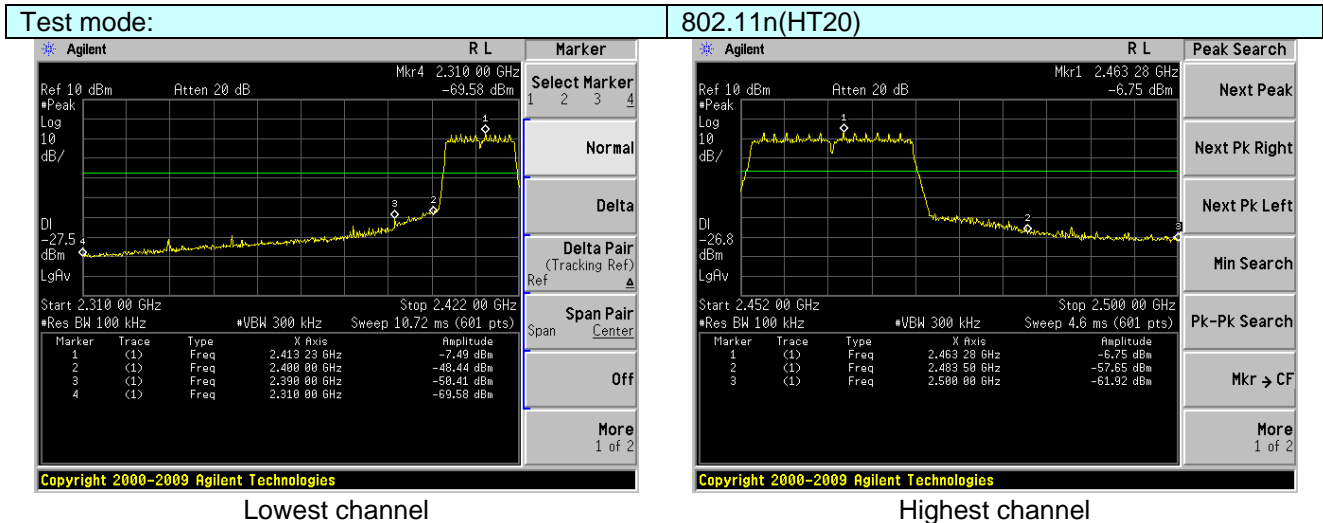 Test mode:
802.11n(HT20)
Agilent
R L
Marker
Mkr4 2.310 00 GHz
Ref 10 dBm
Atten 20 dB
-69.58 dBm
#Peak
Log
10
dB/
DI
-27.5
dBm
LgAv
1
2
3
4
Start 2.310 00 GHz
Stop 2.422 00 GHz
#Res BW 100 kHz
#VBW 300 kHz
Sweep 10.72 ms (601 pts)
Marker Trace Type X Axis Amplitude
1 (1) Freq 2.413 23 GHz -7.49 dBm
2 (1) Freq 2.400 00 GHz -48.44 dBm
3 (1) Freq 2.390 00 GHz -50.41 dBm
4 (1) Freq 2.310 00 GHz -69.58 dBm
Select Marker
1 2 3 4
Normal
Delta
Delta Pair
(Tracking Ref)
Ref Δ
Span Pair
Span Center
Off
More
1 of 2
Copyright 2000-2009 Agilent Technologies
Lowest channel
Agilent
R L
Peak Search
Mkr1 2.463 28 GHz
Ref 10 dBm
Atten 20 dB
-6.75 dBm
#Peak
Log
10
dB/
DI
-26.8
dBm
LgAv
1
2
3
Start 2.452 00 GHz
Stop 2.500 00 GHz
#Res BW 100 kHz
#VBW 300 kHz
Sweep 4.6 ms (601 pts)
Marker Trace Type X Axis Amplitude
1 (1) Freq 2.463 28 GHz -6.75 dBm
2 (1) Freq 2.483 50 GHz -57.65 dBm
3 (1) Freq 2.500 00 GHz -61.92 dBm
Next Peak
Next Pk Right
Next Pk Left
Min Search
Pk-Pk Search
Mkr → CF
More
1 of 2
Copyright 2000-2009 Agilent Technologies
Highest channel